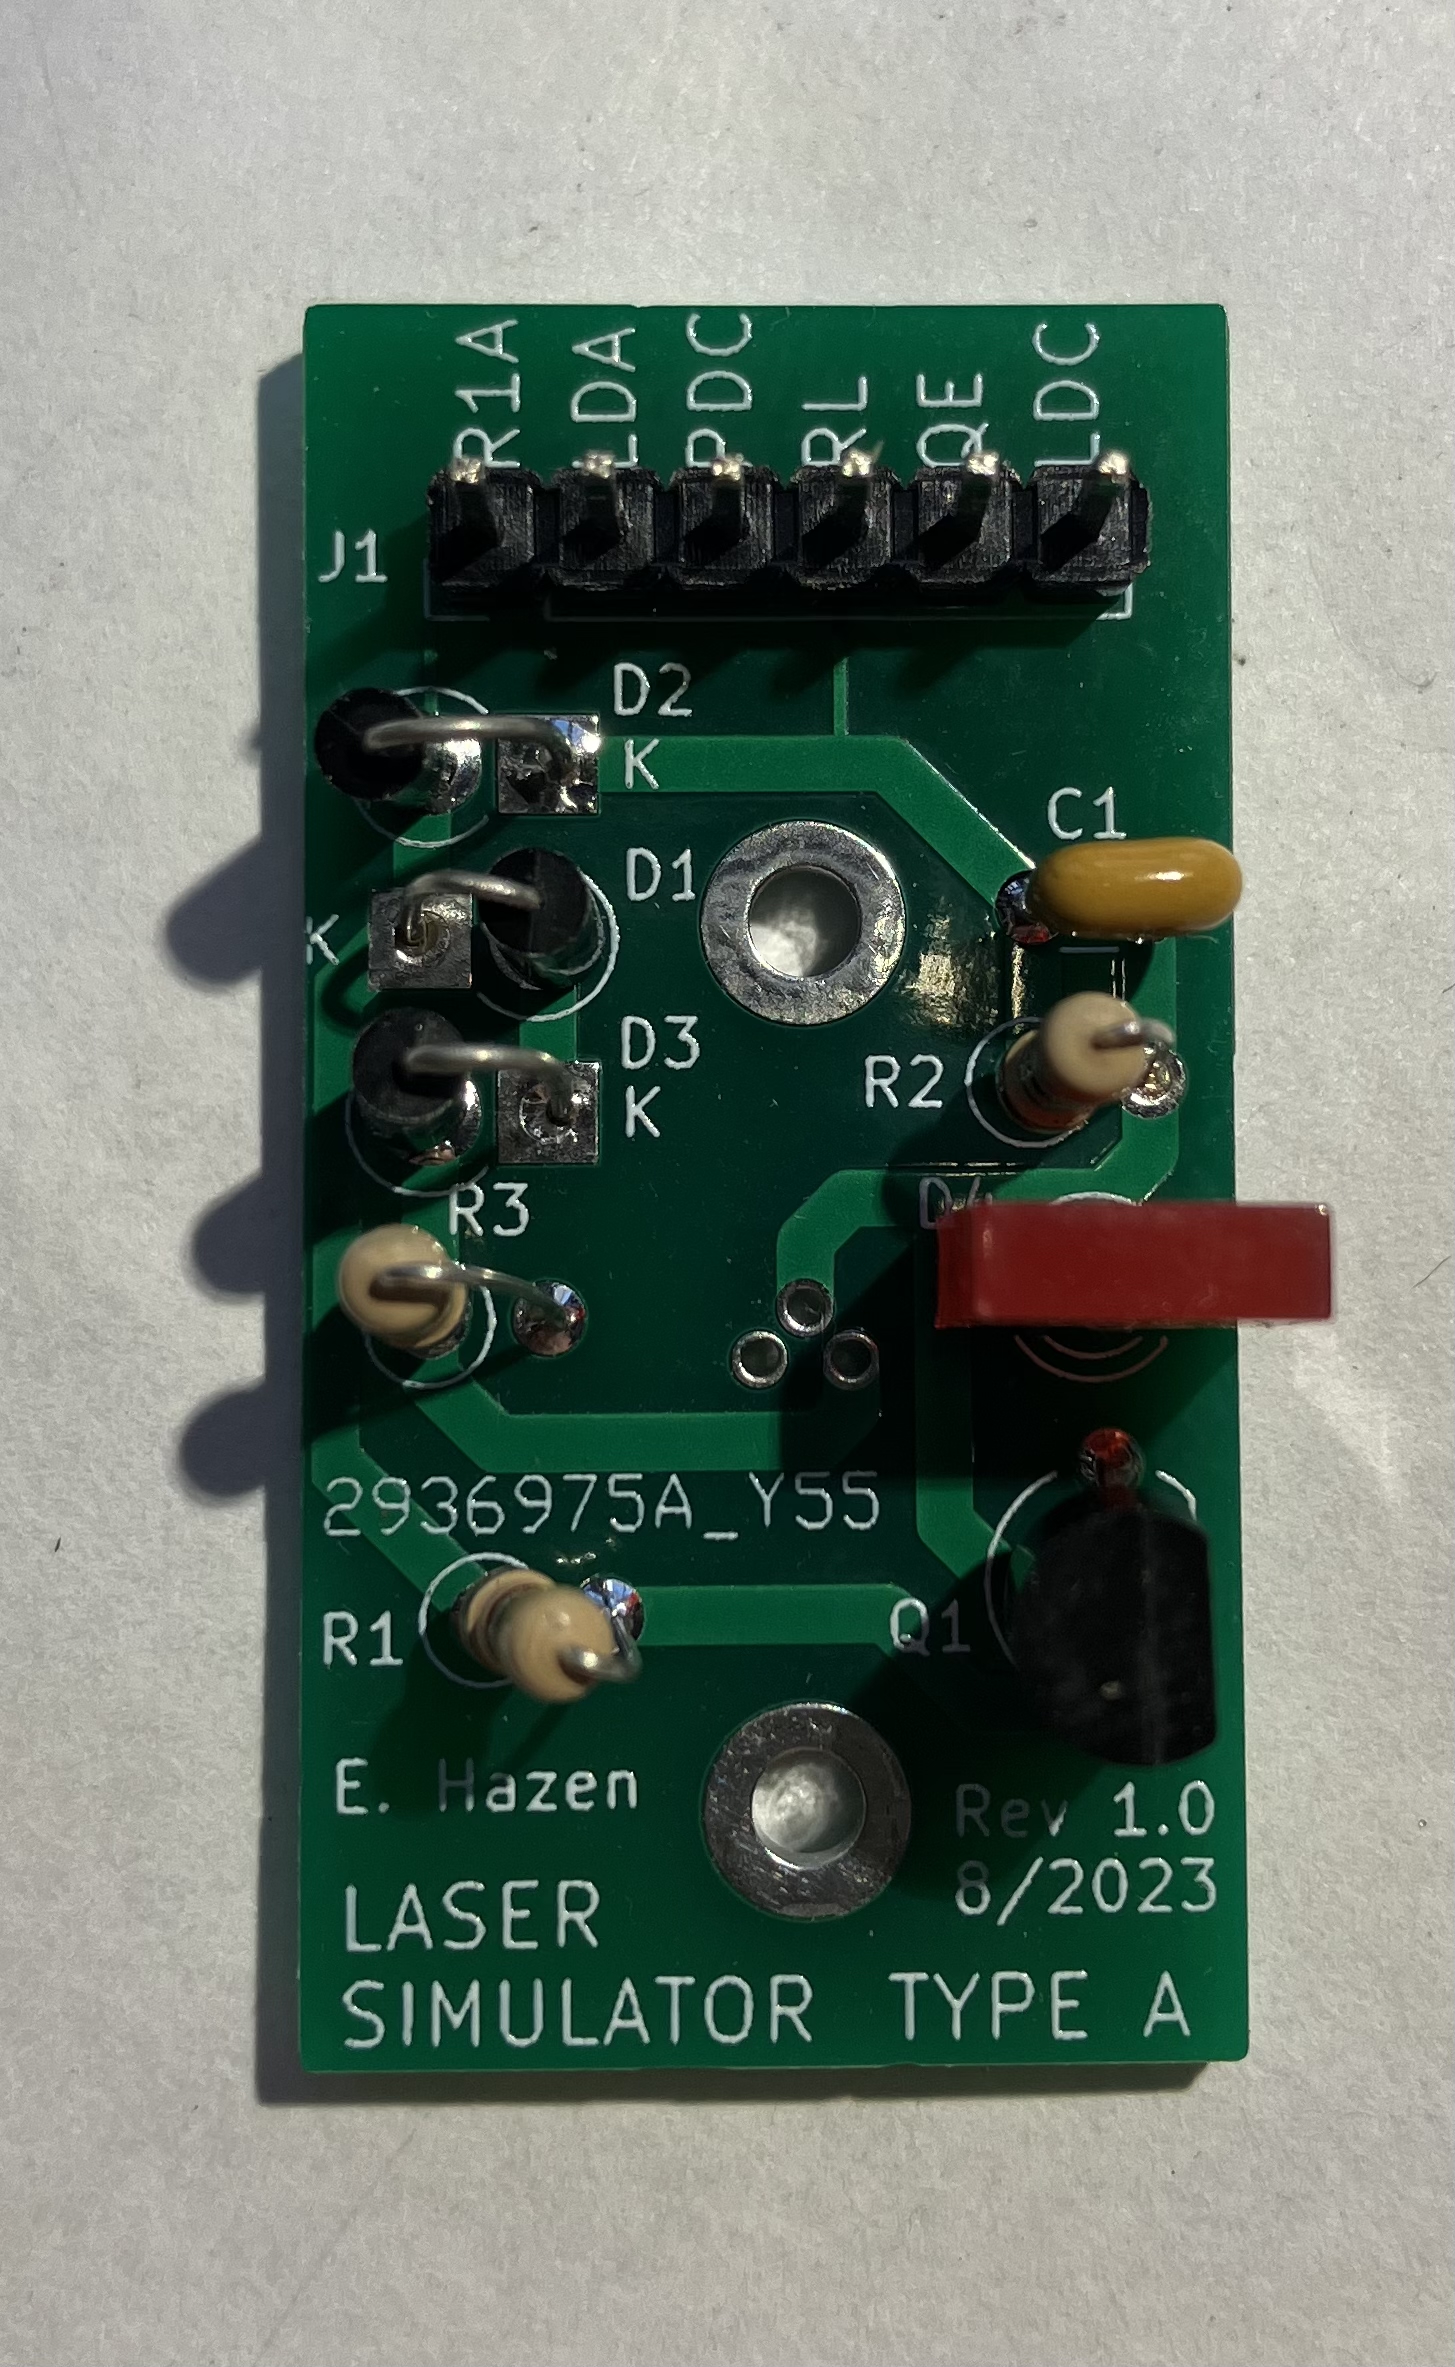 R1A
LDA
PDC
RL
QE
LDC
J1
D2
K
C1
D1
K
D3
K
R2
R3
D4
2936975A_Y55
R1
Q1
E. Hazen
Rev 1.0
8/2023
LASER
SIMULATOR TYPE A